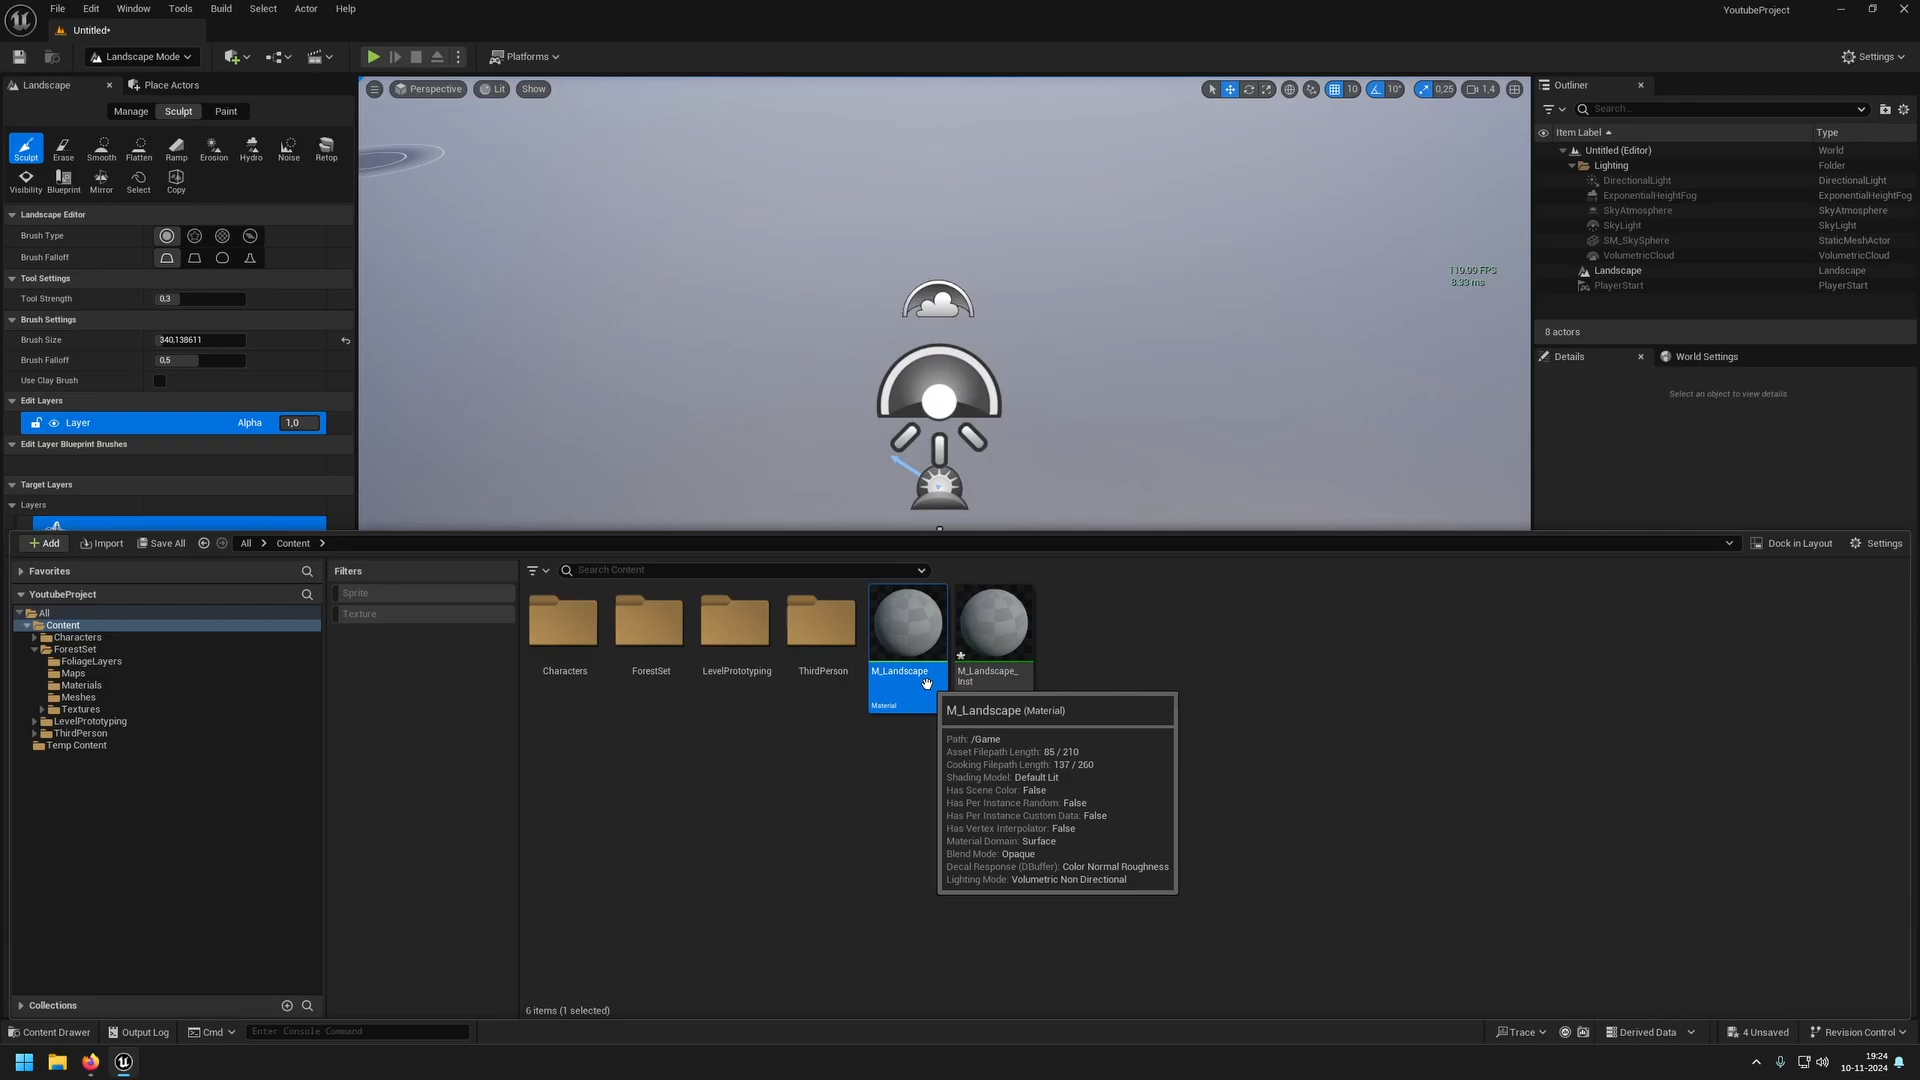 File Edit Window Tools Build Select Actor Help
YoutubeProject
Untitled*
Landscape Mode
Platforms
Settings
Landscape
Place Actors
Manage Sculpt Paint
Sculpt Erase Smooth Flatten Ramp Erosion Hydro Noise Retop
Visibility Blueprint Mirror Select Copy
Landscape Editor
Brush Type
Brush Falloff
Tool Settings
Tool Strength 0,3
Brush Settings
Brush Size 340,138611
Brush Falloff 0,5
Use Clay Brush
Edit Layers
Layer Alpha 1,0
Edit Layer Blueprint Brushes
Target Layers
Layers
Perspective Lit Show
10 10° 0,25 1,4
119.99 FPS
8.33 ms
Outliner
Search...
Item Label Type
Untitled (Editor) World
Lighting Folder
DirectionalLight DirectionalLight
ExponentialHeightFog ExponentialHeightFog
SkyAtmosphere SkyAtmosphere
SkyLight SkyLight
SM_SkySphere StaticMeshActor
VolumetricCloud VolumetricCloud
Landscape Landscape
PlayerStart PlayerStart
8 actors
Details World Settings
Select an object to view details.
Add Import Save All All Content
Dock in Layout Settings
Favorites
YoutubeProject
All
Content
Characters
ForestSet
FoliageLayers
Maps
Materials
Meshes
Textures
LevelPrototyping
ThirdPerson
Temp Content
Collections
Filters
Sprite
Texture
Search Content
Characters ForestSet LevelPrototyping ThirdPerson M_Landscape M_Landscape_
Inst
Material
M_Landscape (Material)
Path: /Game
Asset Filepath Length: 85 / 210
Cooking Filepath Length: 137 / 260
Shading Model: Default Lit
Has Scene Color: False
Has Per Instance Random: False
Has Per Instance Custom Data: False
Has Vertex Interpolator: False
Material Domain: Surface
Blend Mode: Opaque
Decal Response (DBuffer): Color Normal Roughness
Lighting Mode: Volumetric Non Directional
6 items (1 selected)
Content Drawer Output Log Cmd Enter Console Command
Trace Derived Data 4 Unsaved Revision Control
19:24
10-11-2024